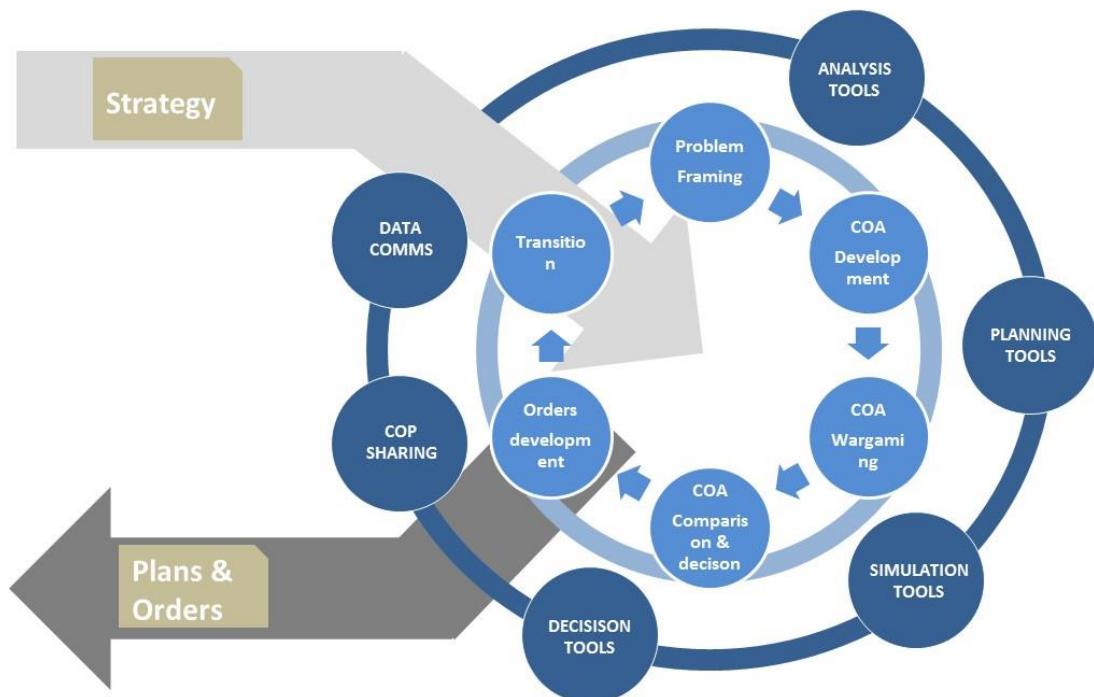 Strategy
ANALYSIS
TOOLS
Problem
Framing
DATA
COMMS
Transitio
n
COA
Develop
ment
PLANNING
TOOLS
COP
SHARING
Orders
developm
ent
COA
Wargami
ng
COA
Comparis
on &
decison
SIMULATION
TOOLS
Plans &
Orders
DECISISON
TOOLS